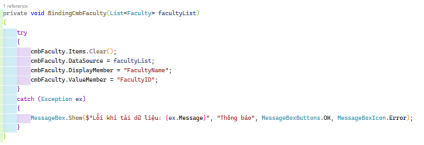 1 reference
private void BindingCmbFaculty(List<Faculty> facultyList)
{
try
{
cmbFaculty.Items.Clear();
cmbFaculty.DataSource = facultyList;
cmbFaculty.DisplayMember = "FacultyName";
cmbFaculty.ValueMember = "FacultyID";
}
catch (Exception ex)
{
MessageBox.Show($"Lỗi khi tải dữ liệu: {ex.Message}", "Thông báo", MessageBoxButtons.OK, MessageBoxIcon.Error);
}
}